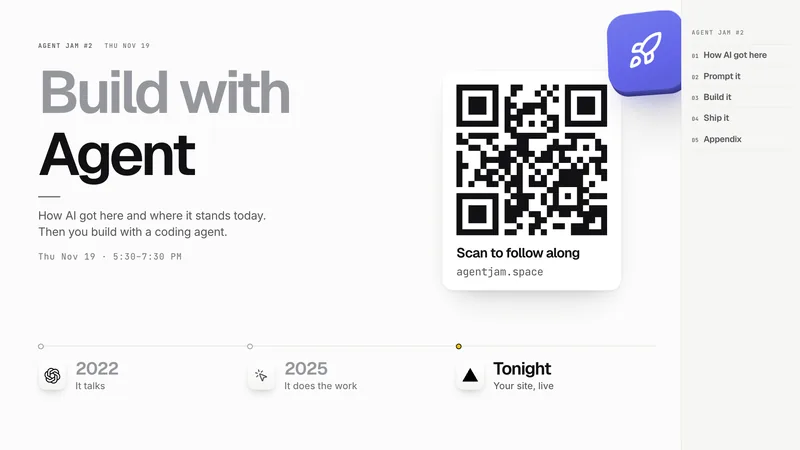 AGENT JAM #2 THU NOV 19
Build with
Agent
How AI got here and where it stands today.
Then you build with a coding agent.
Thu Nov 19 · 5:30–7:30 PM
Scan to follow along
agentjam.space
2022
It talks
2025
It does the work
Tonight
Your site, live
AGENT JAM #2
01 How AI got here
02 Prompt it
03 Build it
04 Ship it
05 Appendix